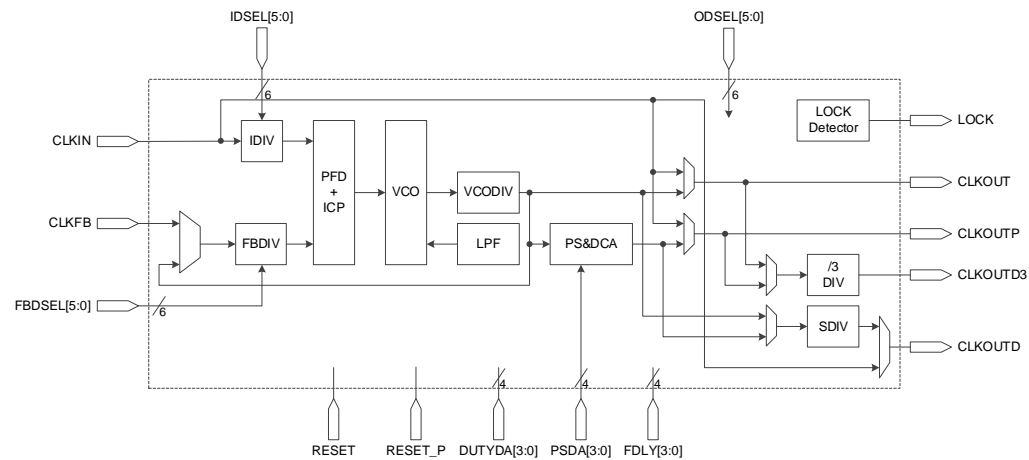 IDSEL[5:0]
ODSEL[5:0]
6
6
LOCK
Detector
LOCK
CLKIN
IDIV
PFD
+
ICP
VCO
VCODIV
CLKOUT
CLKFB
FBDIV
LPF
PS&DCA
CLKOUTP
/3
DIV
CLKOUTD3
FBDSEL[5:0]
6
SDIV
CLKOUTD
4
4
4
RESET
RESET_P
DUTYDA[3:0]
PSDA[3:0]
FDLY[3:0]